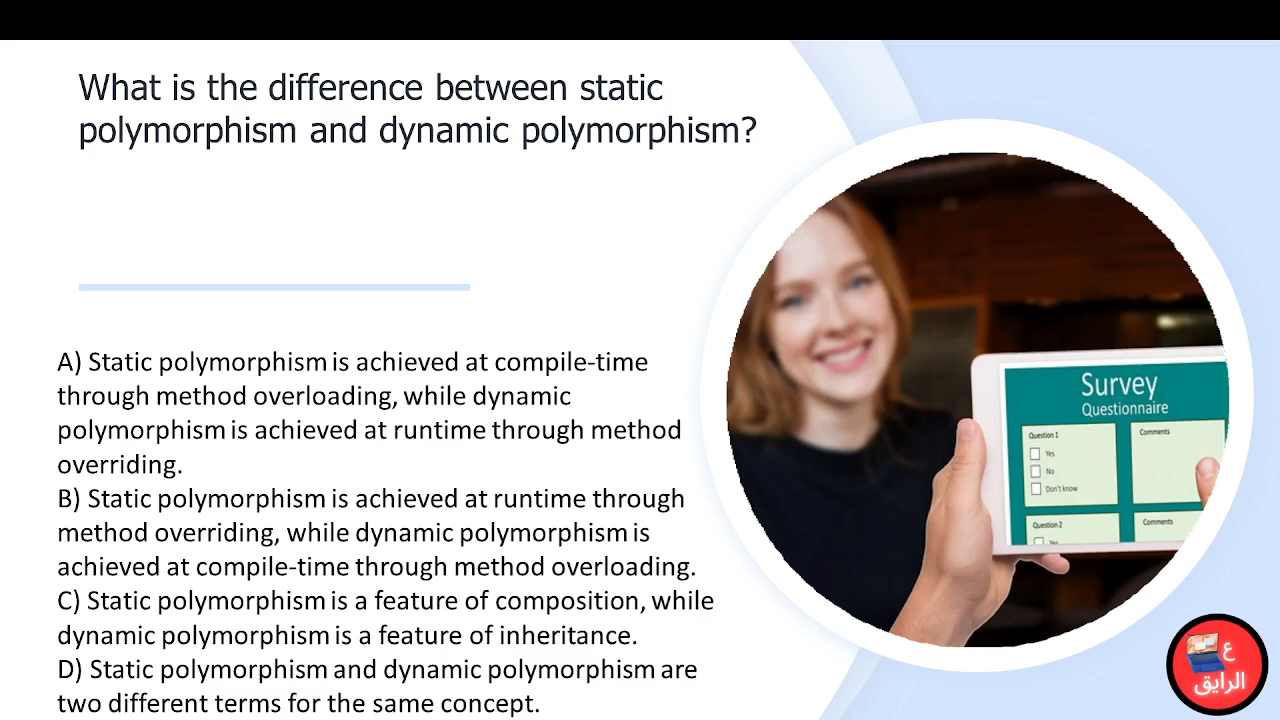 What is the difference between static
polymorphism and dynamic polymorphism?
A) Static polymorphism is achieved at compile-time
through method overloading, while dynamic
polymorphism is achieved at runtime through method
overriding.
B) Static polymorphism is achieved at runtime through
method overriding, while dynamic polymorphism is
achieved at compile-time through method overloading.
C) Static polymorphism is a feature of composition, while
dynamic polymorphism is a feature of inheritance.
D) Static polymorphism and dynamic polymorphism are
two different terms for the same concept.
Survey
Questionnaire
Question 1
Yes
No
Don't know
Comments
Question 2
Yes
Comments
ع
الرايق